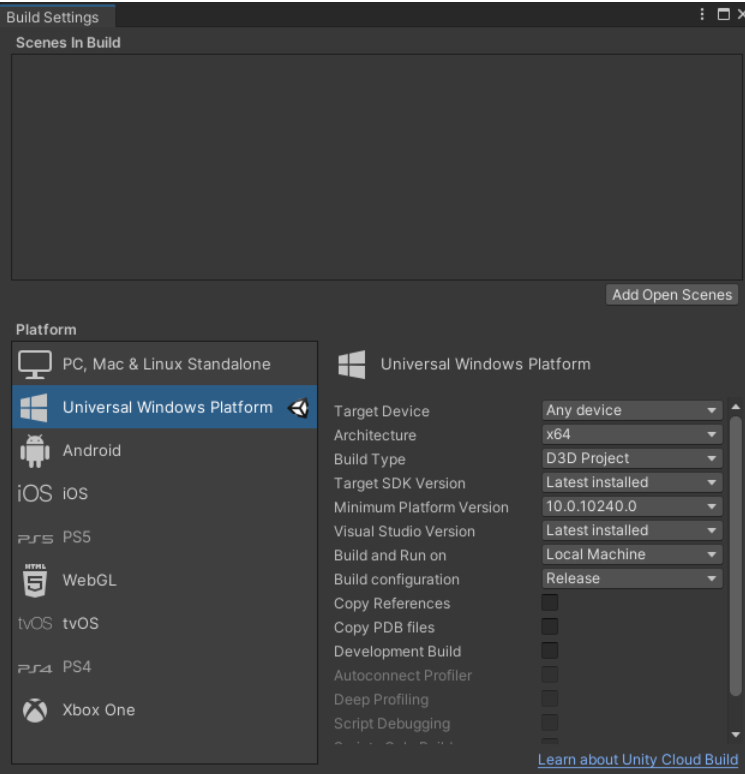 Build Settings
Scenes In Build
Add Open Scenes
Platform
PC, Mac & Linux Standalone
Universal Windows Platform
Android
iOS iOS
PS5 PS5
HTML 5 WebGL
tvOS tvOS
PS4 PS4
Xbox One
Universal Windows Platform
Target Device Any device
Architecture x64
Build Type D3D Project
Target SDK Version Latest installed
Minimum Platform Version 10.0.10240.0
Visual Studio Version Latest installed
Build and Run on Local Machine
Build configuration Release
Copy References
Copy PDB files
Development Build
Autoconnect Profiler
Deep Profiling
Script Debugging
Learn about Unity Cloud Build